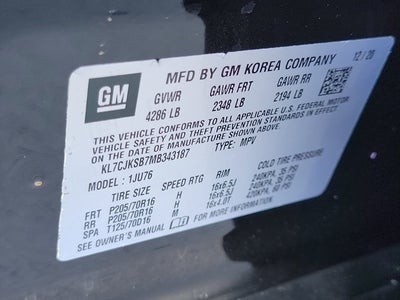 GM
MFD BY GM KOREA COMPANY 12/20
GVWR GAWR FRT GAWR RR
4286 LB 2348 LB 2194 LB
THIS VEHICLE CONFORMS TO ALL APPLICABLE U.S. FEDERAL MOTOR
VEHICLE SAFETY AND THEFT PREVENTION STANDARDS IN EFFECT
ON THE DATE OF MANUFACTURE SHOWN ABOVE.
KL7CJKSB7MB343187 TYPE: MPV
MODEL: 1JU76
TIRE SIZE SPEED RTG RIM COLD TIRE PRESSURE
FRT P205/70R16 H 16x6.5J 240KPA, 35 PSI
RR P205/70R16 H 16x6.5J 240KPA, 35 PSI
SPA T125/70D16 M 16x4.0T 420KPA, 60 PSI
SEE OWNER'S MANUAL FOR MORE INFORMATION.